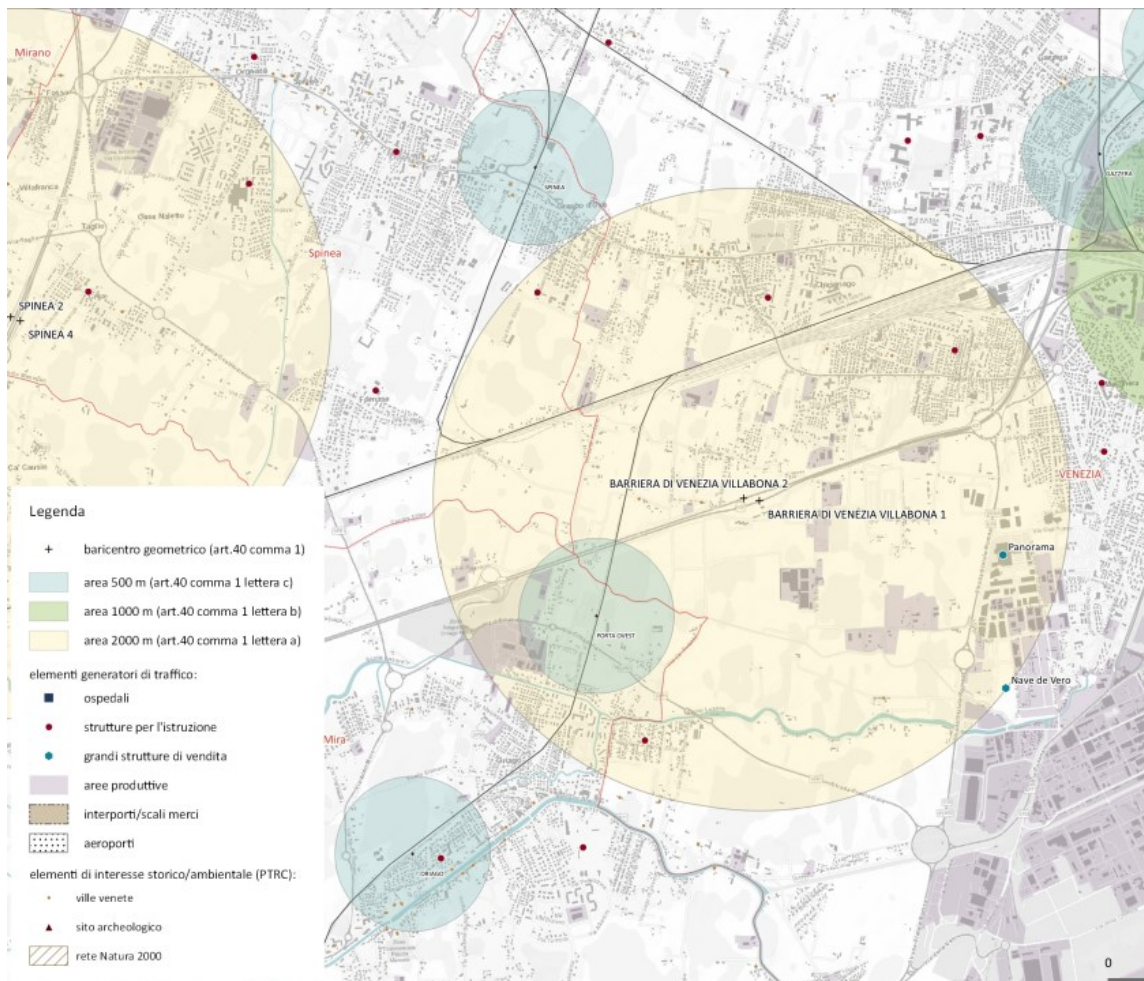 Mirano
SPINEA
GAZZERA
Villafranca
Taglio
Spinea
Chirignago
SPINEA 2
SPINEA 4
VENEZIA
BARRIERA DI VENEZIA VILLABONA 2
BARRIERA DI VENEZIA VILLABONA 1
Panorama
PORTA OVEST
Nave de Vero
Mira
ORIAGO
0
Legenda
baricentro geometrico (art.40 comma 1)
area 500 m (art.40 comma 1 lettera c)
area 1000 m (art.40 comma 1 lettera b)
area 2000 m (art.40 comma 1 lettera a)
elementi generatori di traffico:
ospedali
strutture per l'istruzione
grandi strutture di vendita
aree produttive
interporti/scali merci
aeroporti
elementi di interesse storico/ambientale (PTRC):
ville venete
sito archeologico
rete Natura 2000